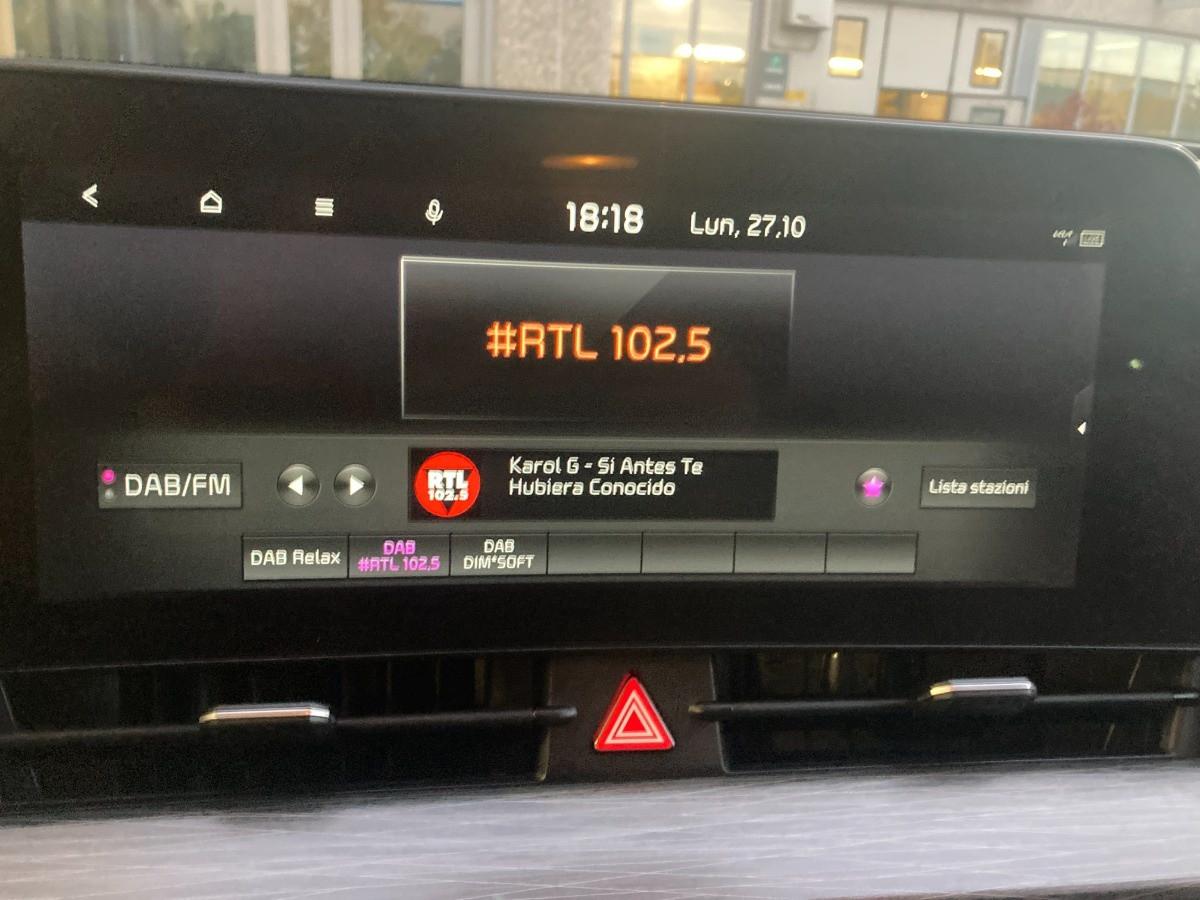 18:18
Lun, 27.10
#RTL 102.5
DAB/FM
RTL
102.5
Karol G - Si Antes Te
Hubiera Conocido
Lista stazioni
DAB Relax
DAB
#RTL 102.5
DAB
DIM*SOFT